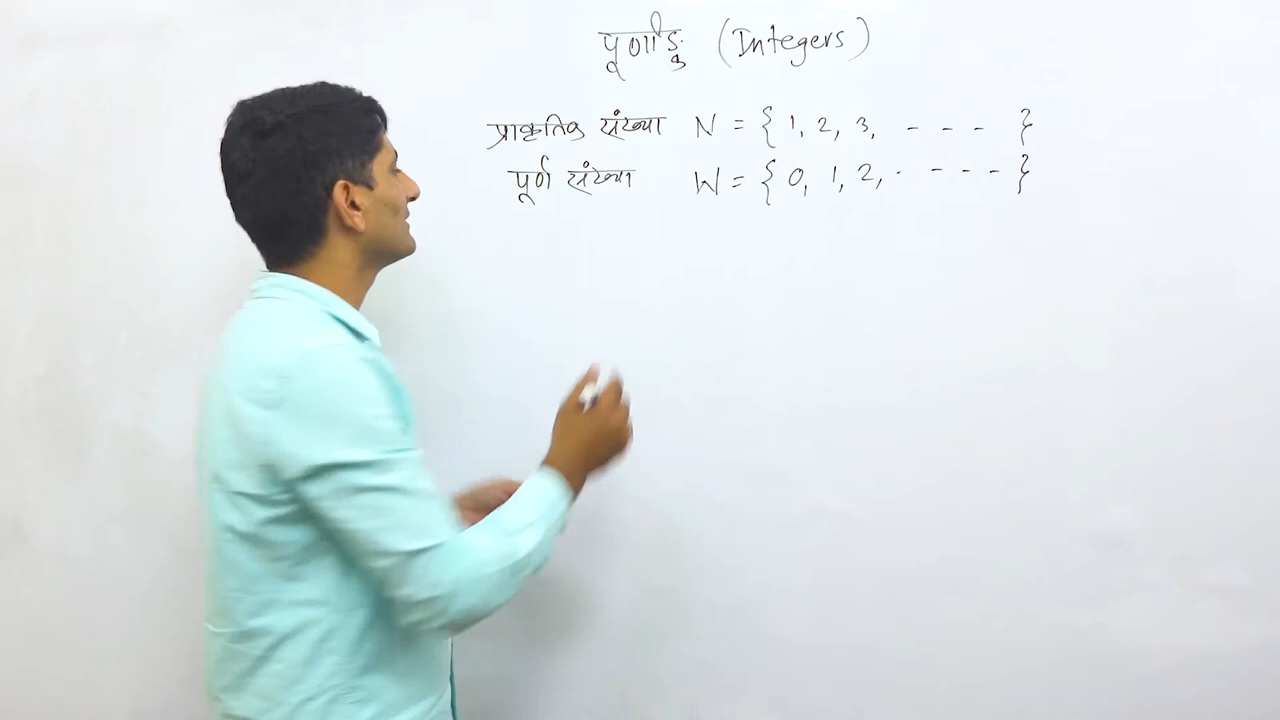 पूर्णाङ्क (Integers)
प्राकृतिक संख्या N = { 1, 2, 3, - - - }
पूर्ण संख्या W = { 0, 1, 2, - - - - }